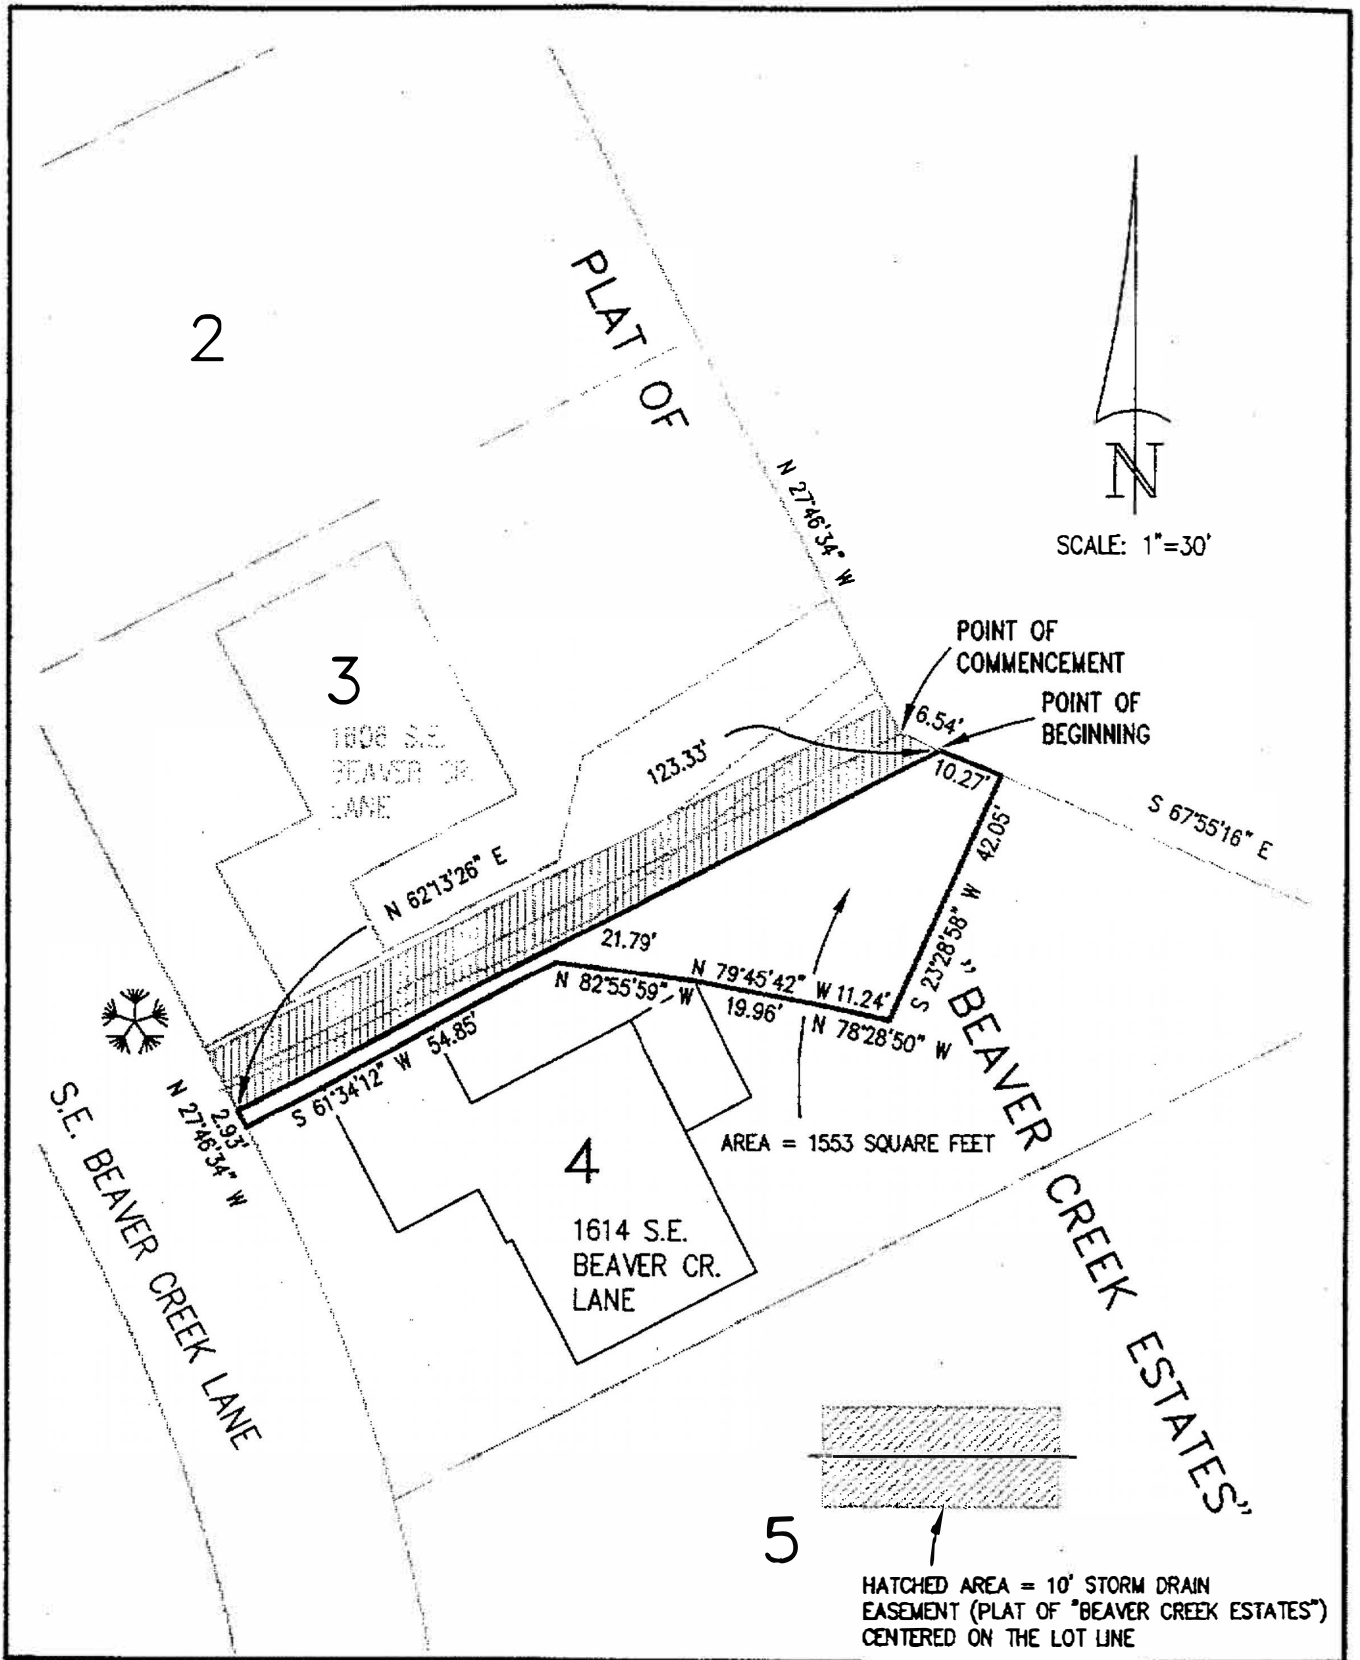 2
PLAT OF
N 27°46'34" W
N
SCALE: 1"=30'
POINT OF
COMMENCEMENT
POINT OF
BEGINNING
6.54'
10.27'
S 67°55'16" E
3
1606 S.E.
BEAVER CR.
LANE
123.33'
N 62°13'26" E
S 23°28'58" W 42.05'
21.79'
N 82°55'59" W
N 79°45'42" W
19.96'
11.24'
N 78°28'50" W
S 61°34'12" W 54.85'
2.93'
N 27°46'34" W
S.E. BEAVER CREEK LANE
AREA = 1553 SQUARE FEET
4
1614 S.E.
BEAVER CR.
LANE
"BEAVER CREEK ESTATES"
5
HATCHED AREA = 10' STORM DRAIN
EASEMENT (PLAT OF "BEAVER CREEK ESTATES")
CENTERED ON THE LOT LINE